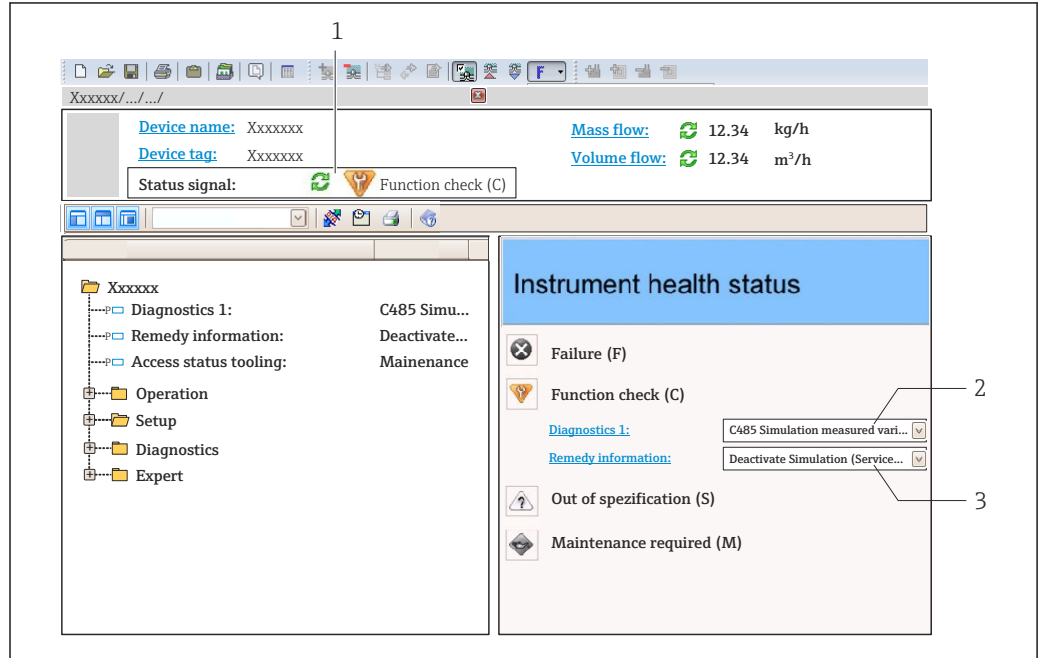 1
F
Xxxxxx/.../.../
Device name: Xxxxxxx
Mass flow: 12.34 kg/h
Device tag: Xxxxxxx
Volume flow: 12.34 m³/h
Status signal: Function check (C)
Xxxxxx
Diagnostics 1: C485 Simu...
Remedy information: Deactivate...
Access status tooling: Mainenance
Operation
Setup
Diagnostics
Expert
Instrument health status
Failure (F)
Function check (C)
2
Diagnostics 1: C485 Simulation measured vari...
Remedy information: Deactivate Simulation (Service...
3
Out of spezification (S)
Maintenance required (M)